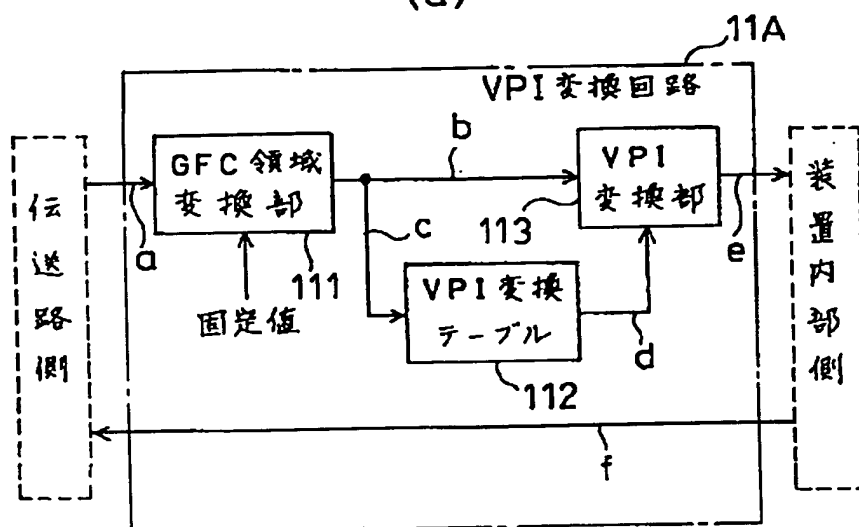 (a)
11A
VPI変換回路
伝送路側
a
GFC領域
変換部
111
固定値
b
c
VPI変換
テーブル
112
d
113
VPI
変換部
e
装置内部側
f